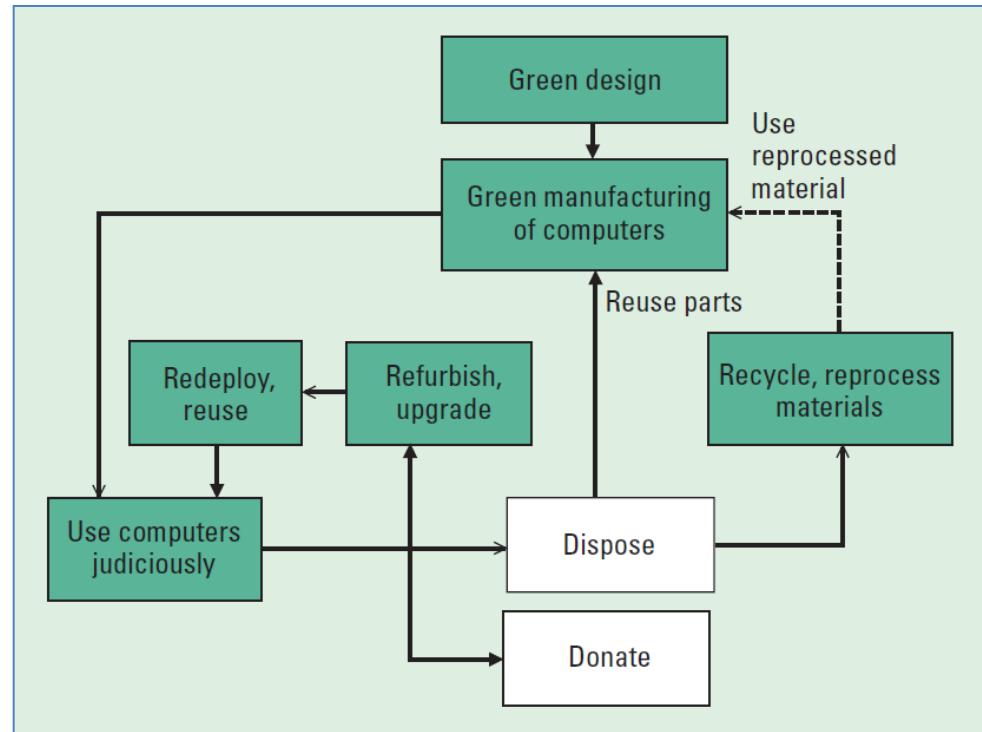 Green design
Use
reprocessed
material
Green manufacturing
of computers
Reuse parts
Redeploy,
reuse
Refurbish,
upgrade
Recycle, reprocess
materials
Use computers
judiciously
Dispose
Donate